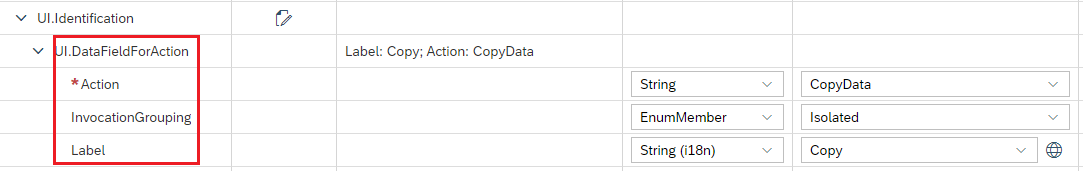 UI.Identification
UI.DataFieldForAction Label: Copy; Action: CopyData
*Action String CopyData
InvocationGrouping EnumMember Isolated
Label String (i18n) Copy